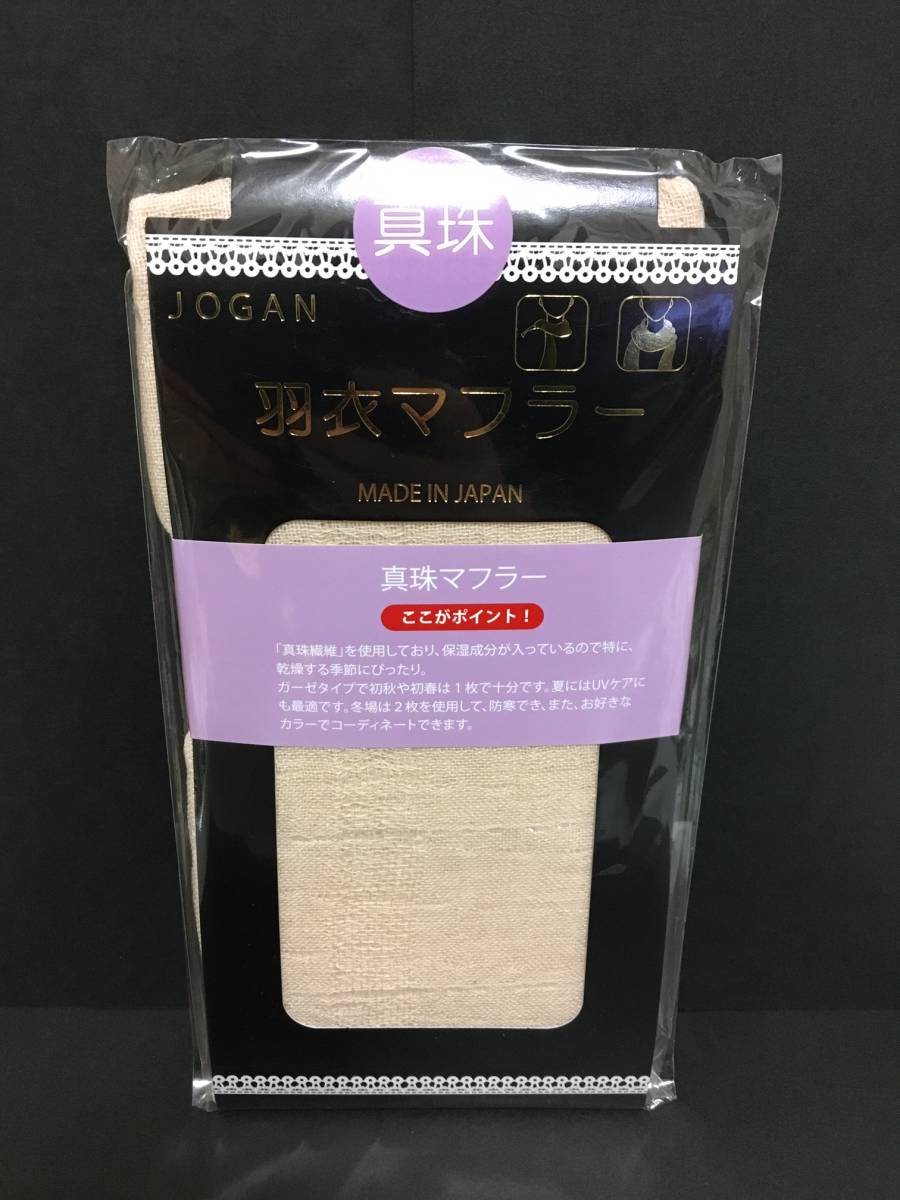 真珠
JOGAN
羽衣マフラー
MADE IN JAPAN
真珠マフラー
ここがポイント!
「真珠繊維」を使用しており、保湿成分が入っているので特に、
乾燥する季節にぴったり。
ガーゼタイプで初秋や初春は1枚で十分です。夏にはUVケアに
も最適です。冬場は2枚を使用して、防寒でき、また、お好きな
カラーでコーディネートできます。